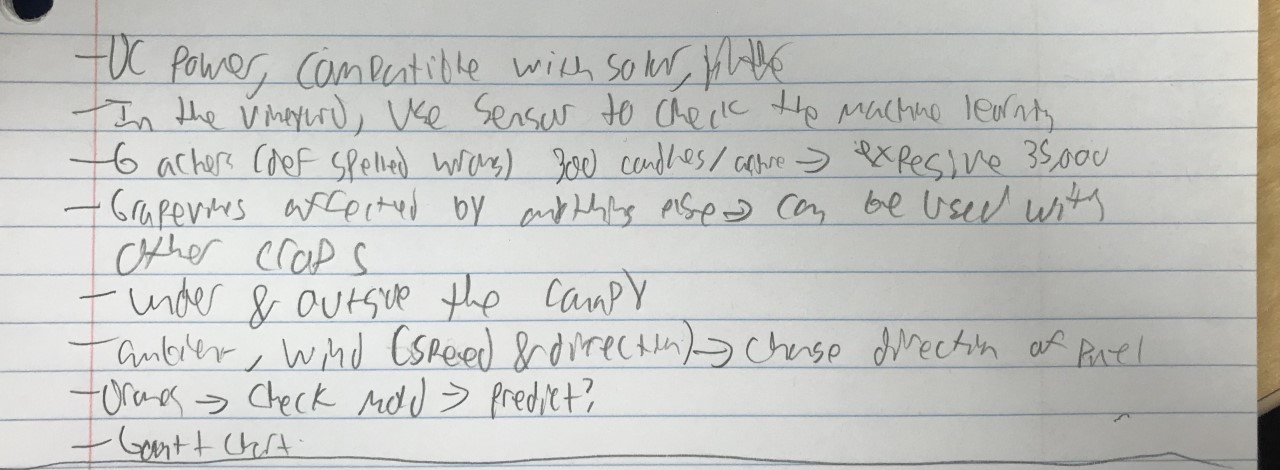 - DC Power, Compatible with solar,
- In the vineyard, Use Sensor to check the machine learning
- 6 achers (def spelled wrong) 300 candles/achre → expesive 35,000
- Grapevines affected by anything else → can be used with
other crops
- under & outside the canopy
- ambient, wind (speed & direction) → change direction of panel
- Drones → check mold → predict?
- Gantt chart